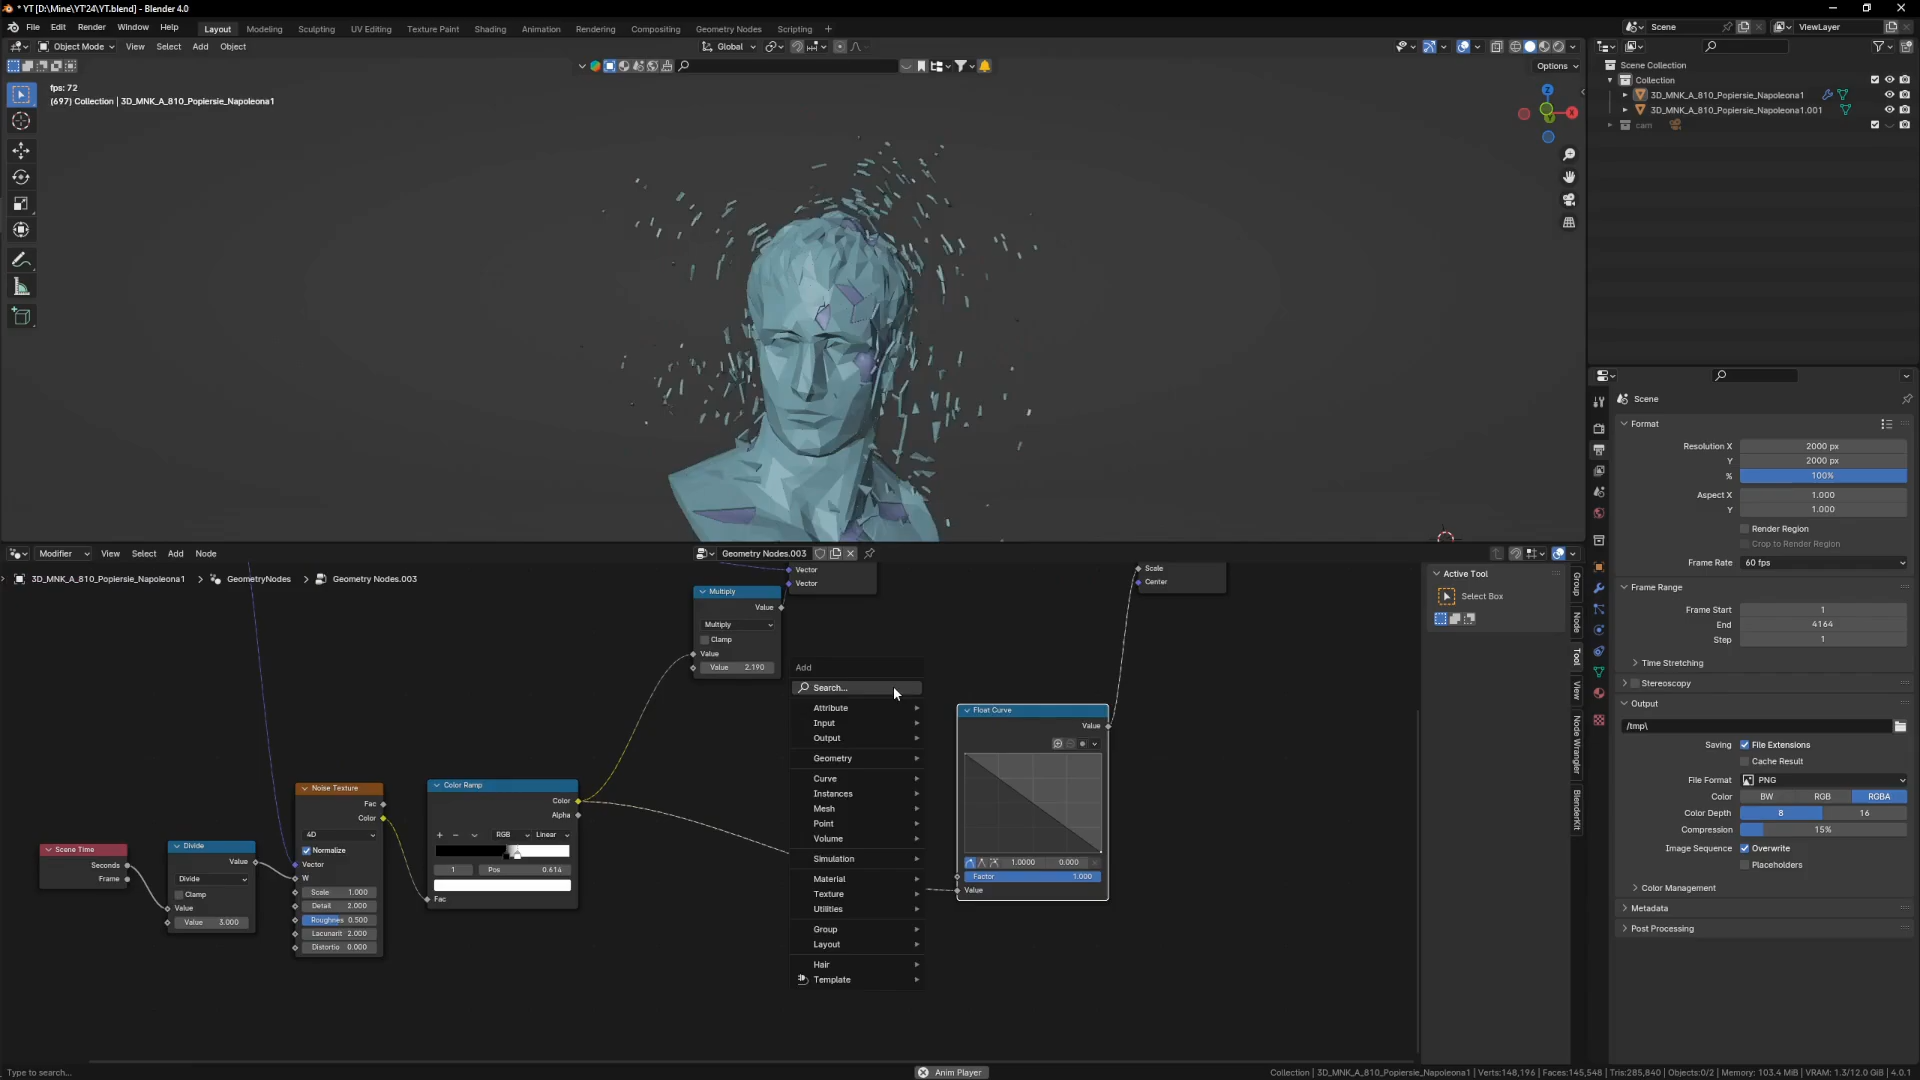 * YT [D:\Mine\YT'24\YT.blend] - Blender 4.0
File Edit Render Window Help Layout Modeling Sculpting UV Editing Texture Paint Shading Animation Rendering Compositing Geometry Nodes Scripting +
Scene ViewLayer
Object Mode View Select Add Object
Global
Options
fps: 72
(697) Collection | 3D_MNK_A_810_Popiersie_Napoleona1
Z
X
Y
Scene Collection
Collection
3D_MNK_A_810_Popiersie_Napoleona1
3D_MNK_A_810_Popiersie_Napoleona1.001
cam
Scene
Format
Resolution X 2000 px
Y 2000 px
% 100%
Aspect X 1.000
Y 1.000
Render Region
Crop to Render Region
Frame Rate 60 fps
Frame Range
Frame Start 1
End 4164
Step 1
Time Stretching
Stereoscopy
Output
/tmp\
Saving File Extensions
Cache Result
File Format PNG
Color BW RGB RGBA
Color Depth 8 16
Compression 15%
Image Sequence Overwrite
Placeholders
Color Management
Metadata
Post Processing
Modifier View Select Add Node
Geometry Nodes.003
3D_MNK_A_810_Popiersie_Napoleona1 > GeometryNodes > Geometry Nodes.003
Vector
Vector
Scale
Center
Multiply
Value
Multiply
Clamp
Value
Value 2.190
Add
Search...
Attribute
Input
Output
Geometry
Curve
Instances
Mesh
Point
Volume
Simulation
Material
Texture
Utilities
Group
Layout
Hair
Template
Float Curve
Value
1.0000 0.000
Factor 1.000
Value
Scene Time
Seconds
Frame
Divide
Value
Divide
Clamp
Value
Value 3.000
Noise Texture
Fac
Color
4D
Normalize
Vector
W
Scale 1.000
Detail 2.000
Roughnes 0.500
Lacunarit 2.000
Distortio 0.000
Color Ramp
Color
Alpha
RGB Linear
1 Pos 0.614
Fac
Active Tool
Select Box
Group
Node
Tool
View
Node Wrangler
BlenderKit
Type to search...
Anim Player
Collection | 3D_MNK_A_810_Popiersie_Napoleona1 | Verts:148,196 | Faces:145,548 | Tris:285,840 | Objects:0/2 | Memory: 103.4 MiB | VRAM: 1.3/12.0 GiB | 4.0.1